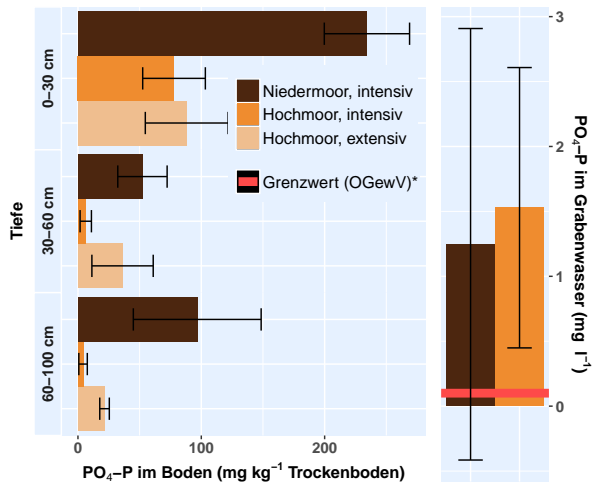 Tiefe
0–30 cm
30–60 cm
60–100 cm
Niedermoor, intensiv
Hochmoor, intensiv
Hochmoor, extensiv
Grenzwert (OGewV)*
0
100
200
PO₄–P im Boden (mg kg⁻¹ Trockenboden)
3
2
1
0
PO₄–P im Grabenwasser (mg l⁻¹)